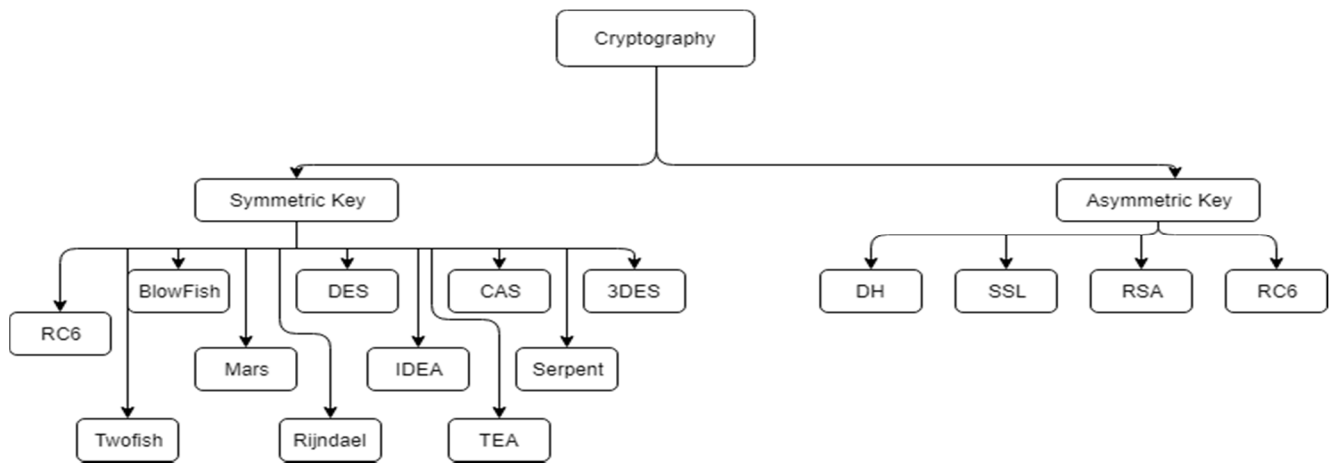 Cryptography
Symmetric Key
Asymmetric Key
BlowFish
DES
CAS
3DES
DH
SSL
RSA
RC6
RC6
Mars
IDEA
Serpent
Twofish
Rijndael
TEA